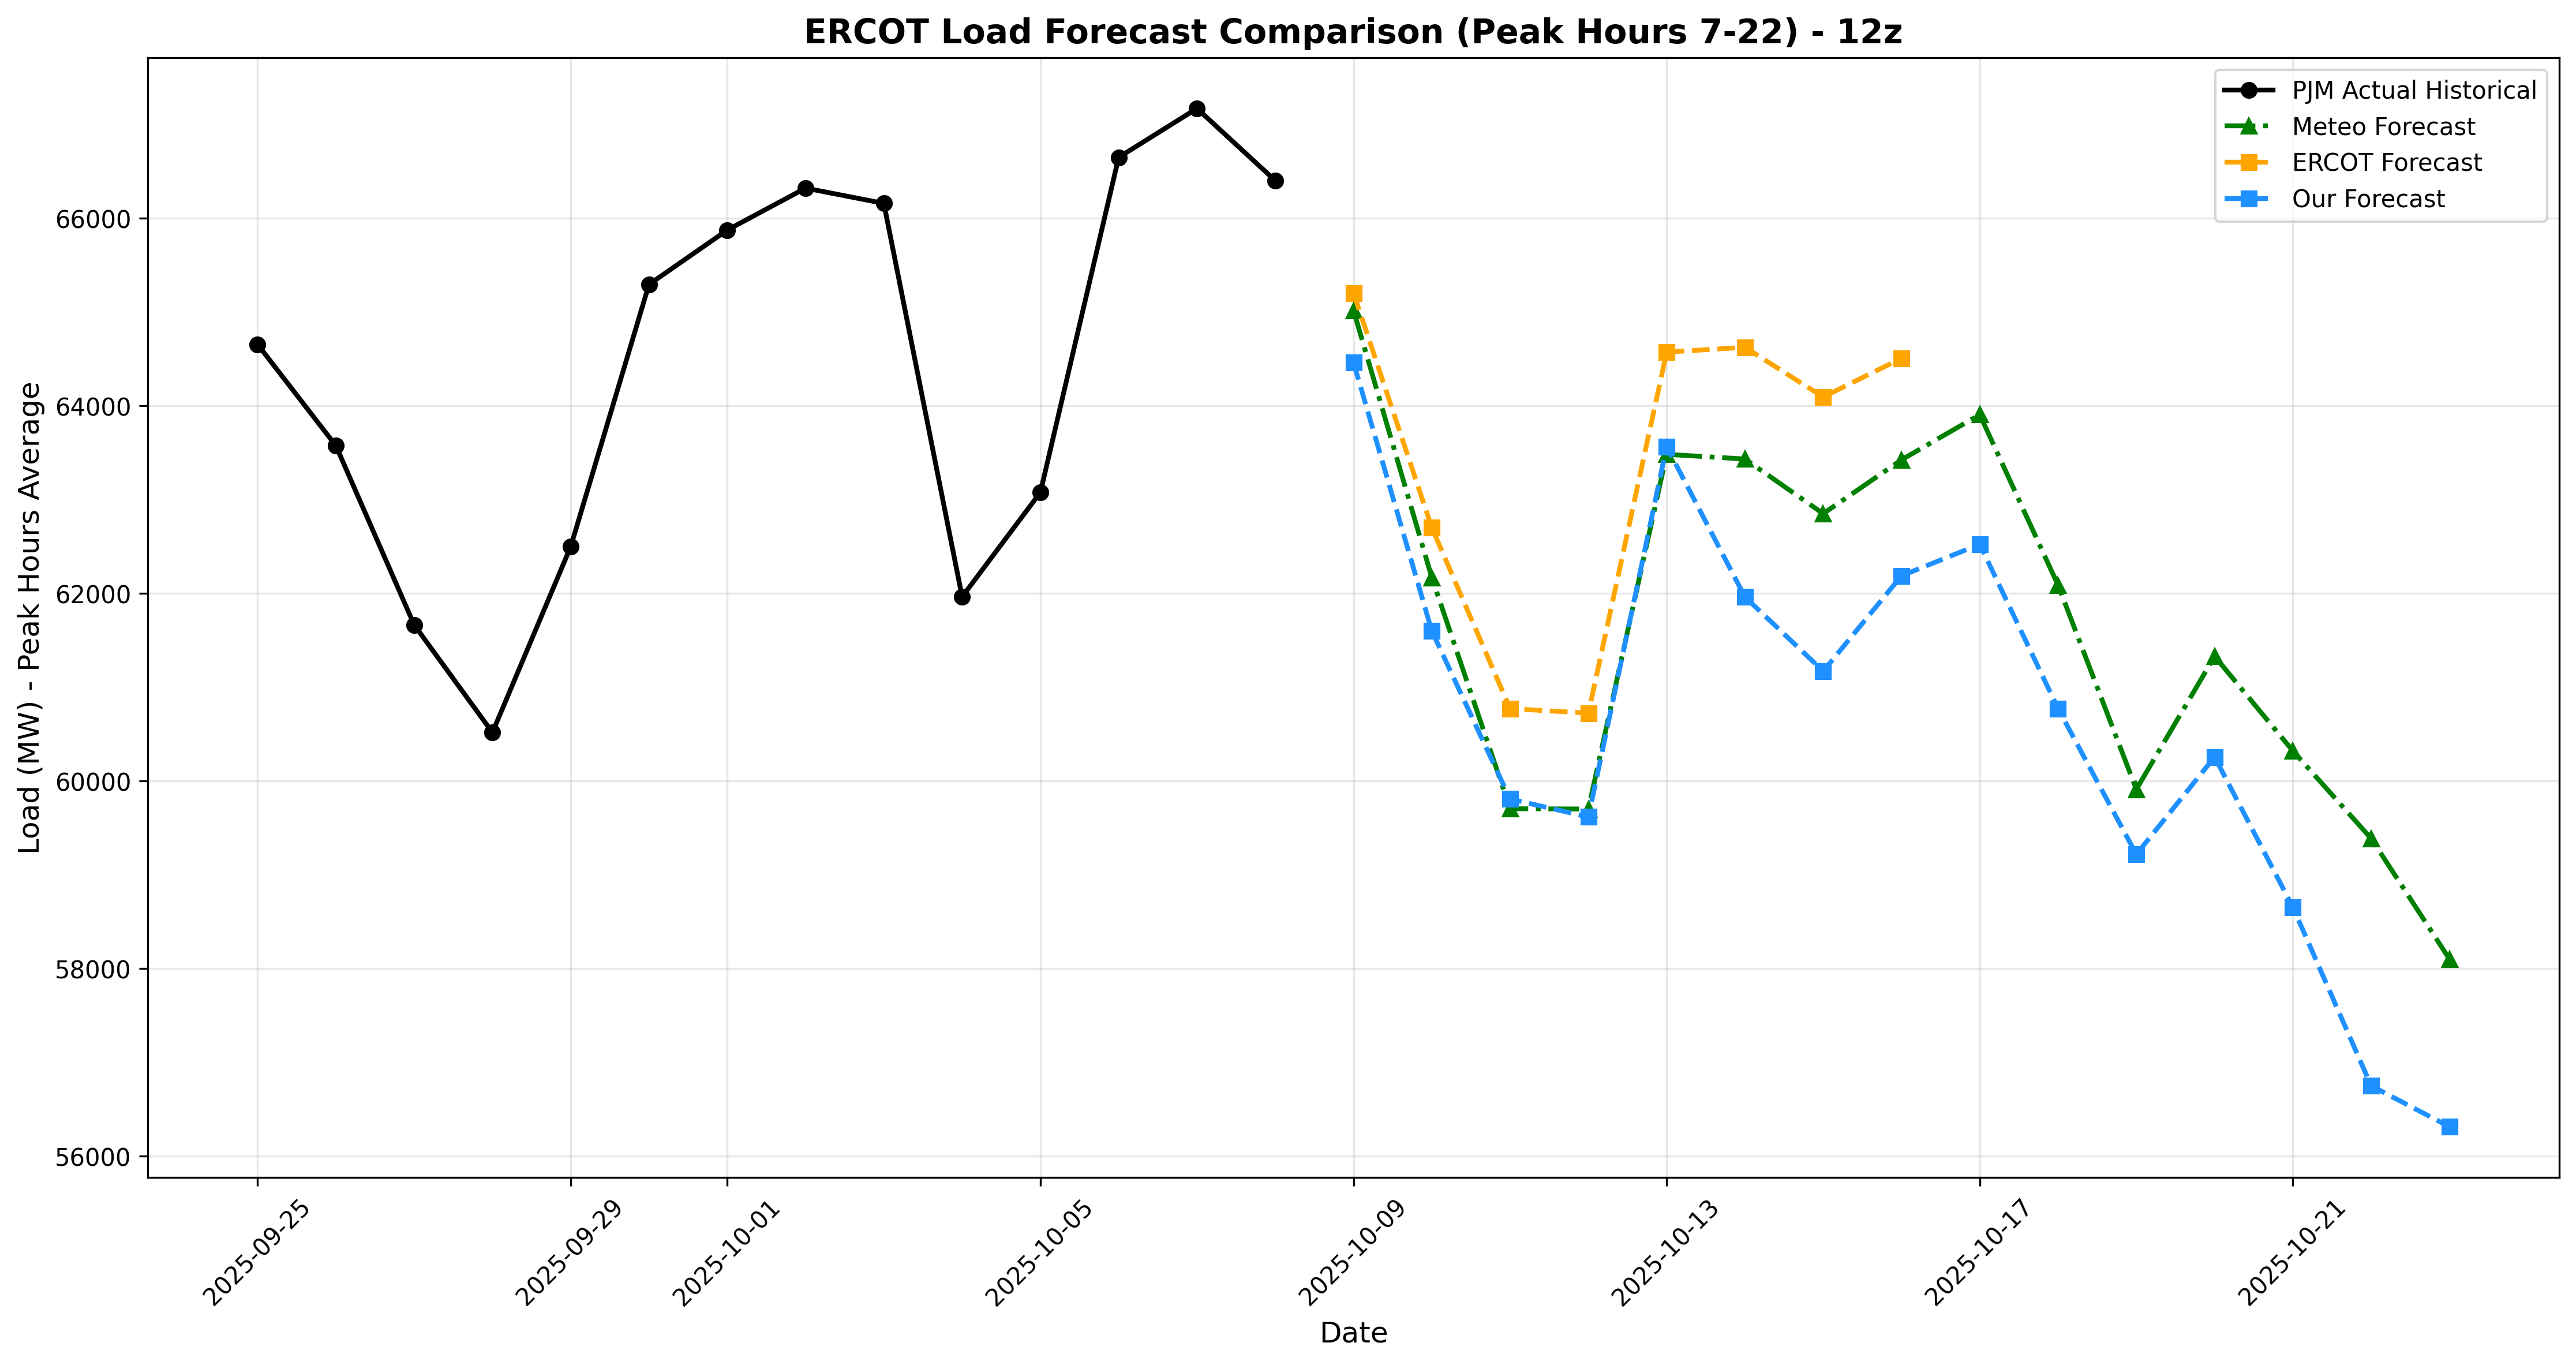 ERCOT Load Forecast Comparison (Peak Hours 7-22) - 12z
PJM Actual Historical
Meteo Forecast
ERCOT Forecast
Our Forecast
Load (MW) - Peak Hours Average
66000
64000
62000
60000
58000
56000
2025-09-25
2025-09-29
2025-10-01
2025-10-05
2025-10-09
2025-10-13
2025-10-17
2025-10-21
Date